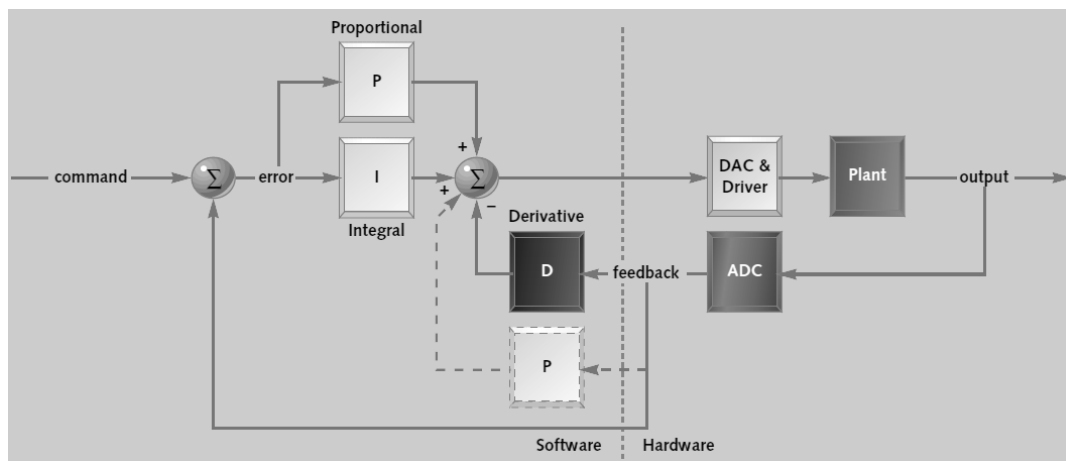 Proportional
P
+
command
Σ
error
I
+
Σ
−
DAC &
Driver
Plant
output
Integral
Derivative
D
feedback
ADC
P
Software
Hardware